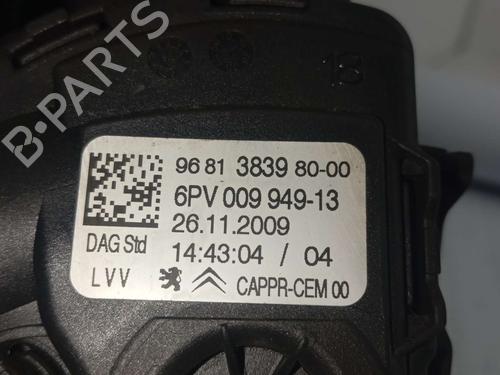 18
96 81 3839 80-00
6PV 009 949-13
26.11.2009
DAG Std
14:43:04 / 04
LVV
CAPPR-CEM 00
B-PARTS